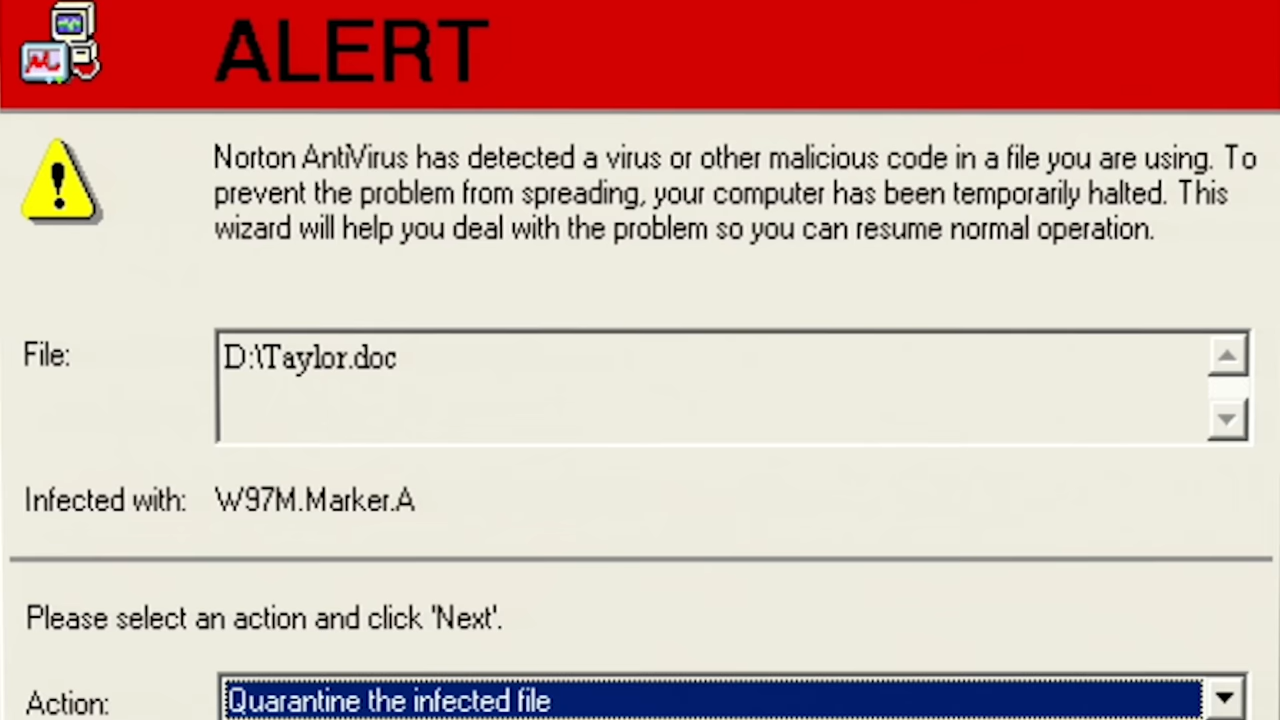 ALERT
Norton AntiVirus has detected a virus or other malicious code in a file you are using. To
prevent the problem from spreading, your computer has been temporarily halted. This
wizard will help you deal with the problem so you can resume normal operation.
File:
D:\Taylor.doc
Infected with:
W97M.Marker.A
Please select an action and click 'Next'.
Action:
Quarantine the infected file